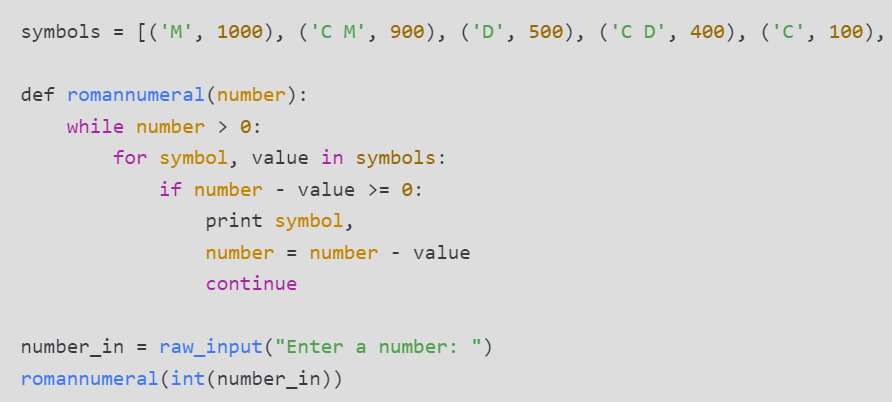 symbols = [('M', 1000), ('C M', 900), ('D', 500), ('C D', 400), ('C', 100),
def romannumeral(number):
    while number > 0:
        for symbol, value in symbols:
            if number - value >= 0:
                print symbol,
                number = number - value
                continue
number_in = raw_input("Enter a number: ")
romannumeral(int(number_in))